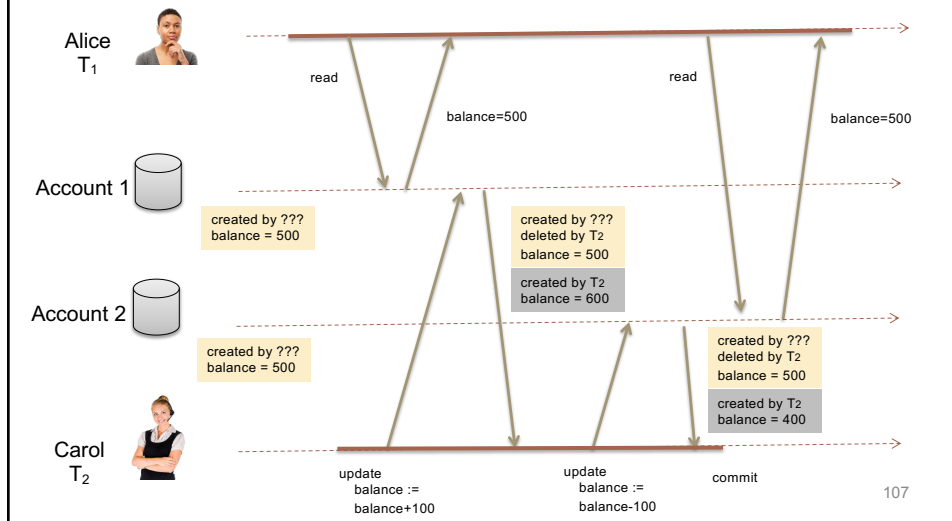 Alice
T1
read
balance=500
read
balance=500
Account 1
created by ???
balance = 500
created by ???
deleted by T2
balance = 500
created by T2
balance = 600
Account 2
created by ???
balance = 500
created by ???
deleted by T2
balance = 500
created by T2
balance = 400
Carol
T2
update
balance :=
balance+100
update
balance :=
balance-100
commit
107